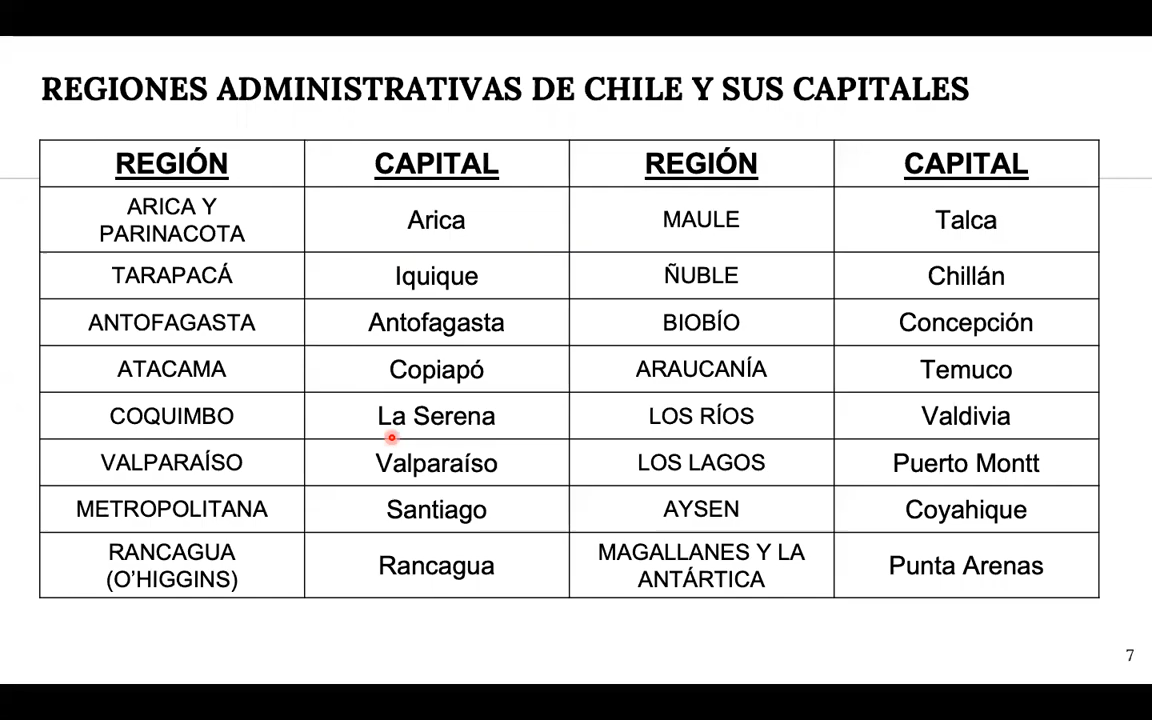 REGIONES ADMINISTRATIVAS DE CHILE Y SUS CAPITALES
REGIÓN CAPITAL REGIÓN CAPITAL
ARICA Y
PARINACOTA Arica MAULE Talca
TARAPACÁ Iquique ÑUBLE Chillán
ANTOFAGASTA Antofagasta BIOBÍO Concepción
ATACAMA Copiapó ARAUCANÍA Temuco
COQUIMBO La Serena LOS RÍOS Valdivia
VALPARAÍSO Valparaíso LOS LAGOS Puerto Montt
METROPOLITANA Santiago AYSEN Coyahique
RANCAGUA
(O’HIGGINS) Rancagua MAGALLANES Y LA
ANTÁRTICA Punta Arenas
7